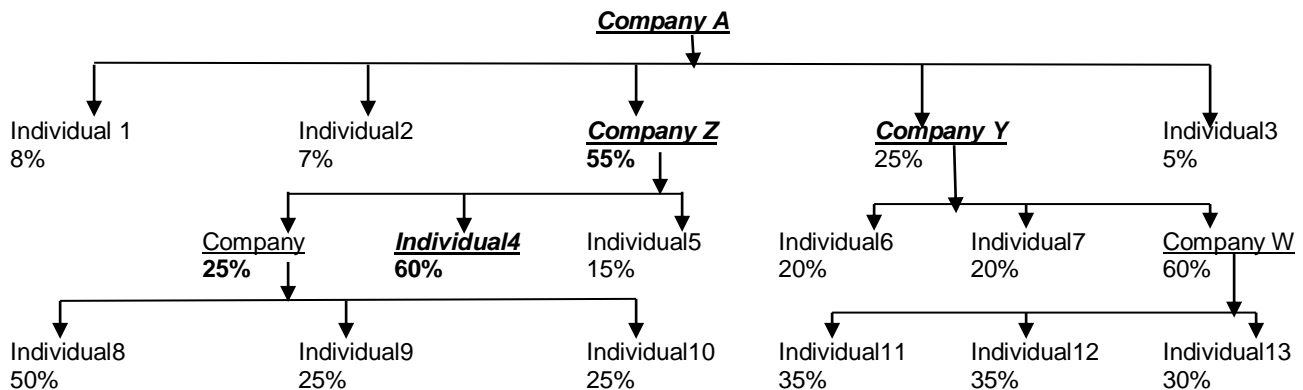 Company A
Individual 1 Individual2 Company Z Company Y Individual3
8% 7% 55% 25% 5%
Company Individual4 Individual5 Individual6 Individual7 Company W
25% 60% 15% 20% 20% 60%
Individual8 Individual9 Individual10 Individual11 Individual12 Individual13
50% 25% 25% 35% 35% 30%